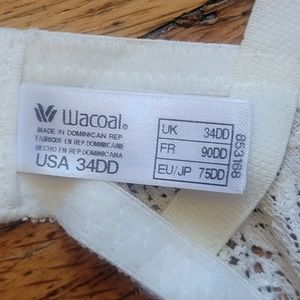 Wacoal®
MADE IN DOMINICAN REP
FABRIQUE EN REP DOMINICAINE
HECHO EN REP DOMINICANA
USA 34DD
UK 34DD
FR 90DD
EU/JP 75DD
853168